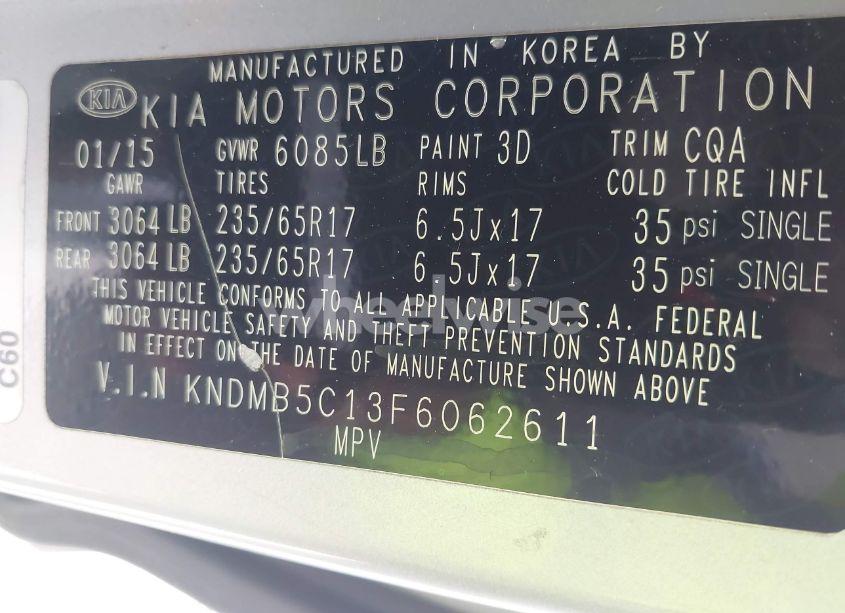 MANUFACTURED IN KOREA BY
KIA KIA MOTORS CORPORATION
01/15 GVWR 6085LB PAINT 3D TRIM CQA
GAWR TIRES RIMS COLD TIRE INFL
FRONT 3064 LB 235/65R17 6.5Jx17 35 psi SINGLE
REAR 3064 LB 235/65R17 6.5Jx17 35 psi SINGLE
THIS VEHICLE CONFORMS TO ALL APPLICABLE U.S.A. FEDERAL
MOTOR VEHICLE SAFETY AND THEFT PREVENTION STANDARDS
IN EFFECT ON THE DATE OF MANUFACTURE SHOWN ABOVE
V.I.N KNDMB5C13F6062611
MPV
C60
wheelwise